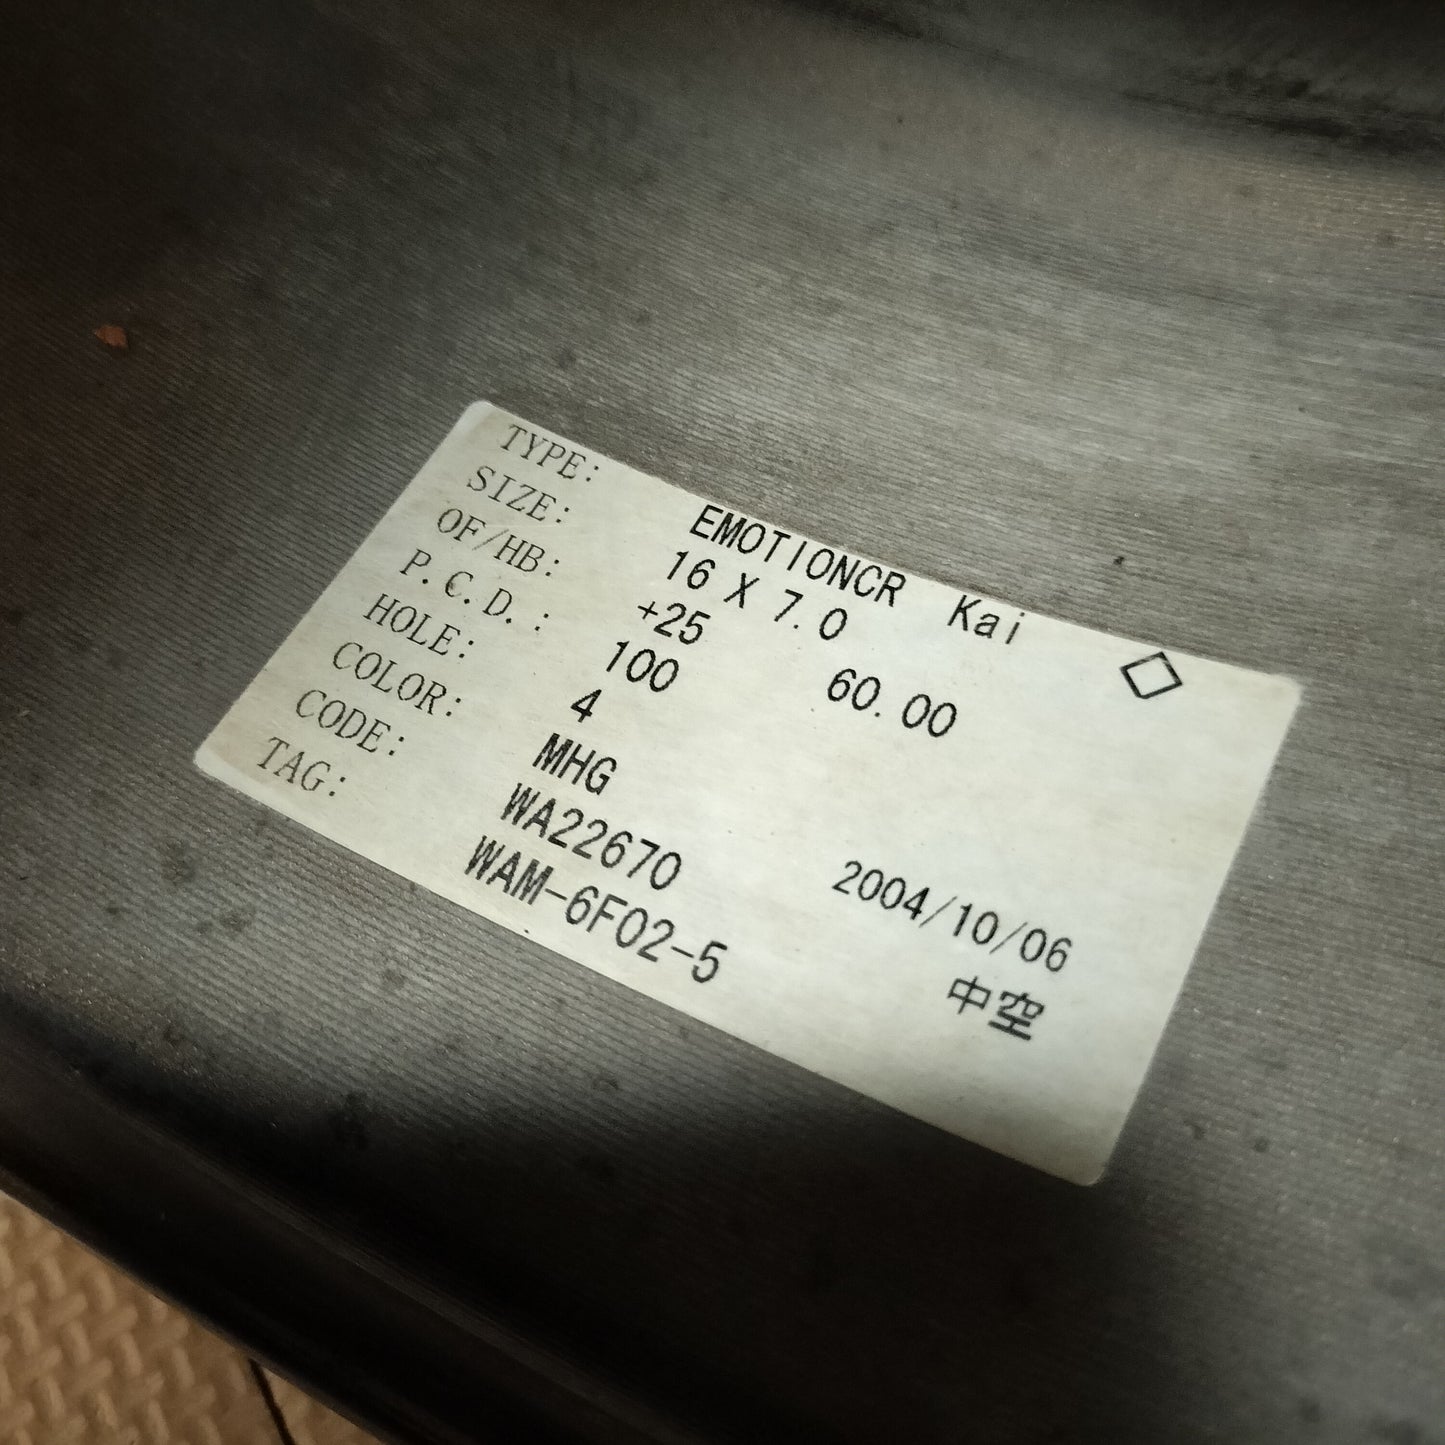 TYPE: EMOTIONCR Kai
SIZE: 16 X 7.0 ◇
OF/HB: +25 60.00
P.C.D.: 100
HOLE: 4
COLOR: MHG
CODE: WA22670 2004/10/06
TAG: WAM-6F02-5 中空